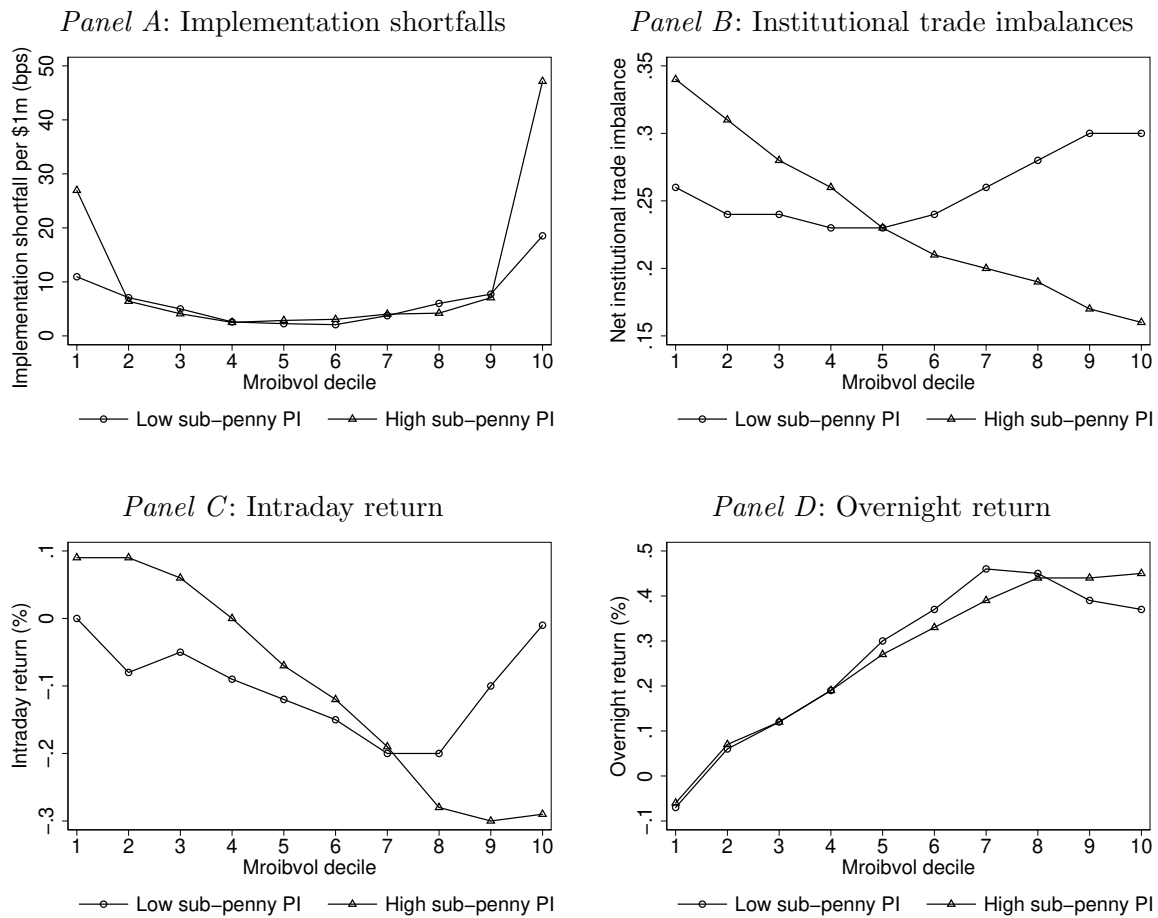 Panel A: Implementation shortfalls
Implementation shortfall per $1m (bps)
50
40
30
20
10
0
1 2 3 4 5 6 7 8 9 10
Mroibvol decile
Low sub−penny PI High sub−penny PI
Panel B: Institutional trade imbalances
Net institutional trade imbalance
.35
.3
.25
.2
.15
1 2 3 4 5 6 7 8 9 10
Mroibvol decile
Low sub−penny PI High sub−penny PI
Panel C: Intraday return
Intraday return (%)
.1
0
−.1
−.2
−.3
1 2 3 4 5 6 7 8 9 10
Mroibvol decile
Low sub−penny PI High sub−penny PI
Panel D: Overnight return
Overnight return (%)
.5
.4
.3
.2
.1
0
−.1
1 2 3 4 5 6 7 8 9 10
Mroibvol decile
Low sub−penny PI High sub−penny PI